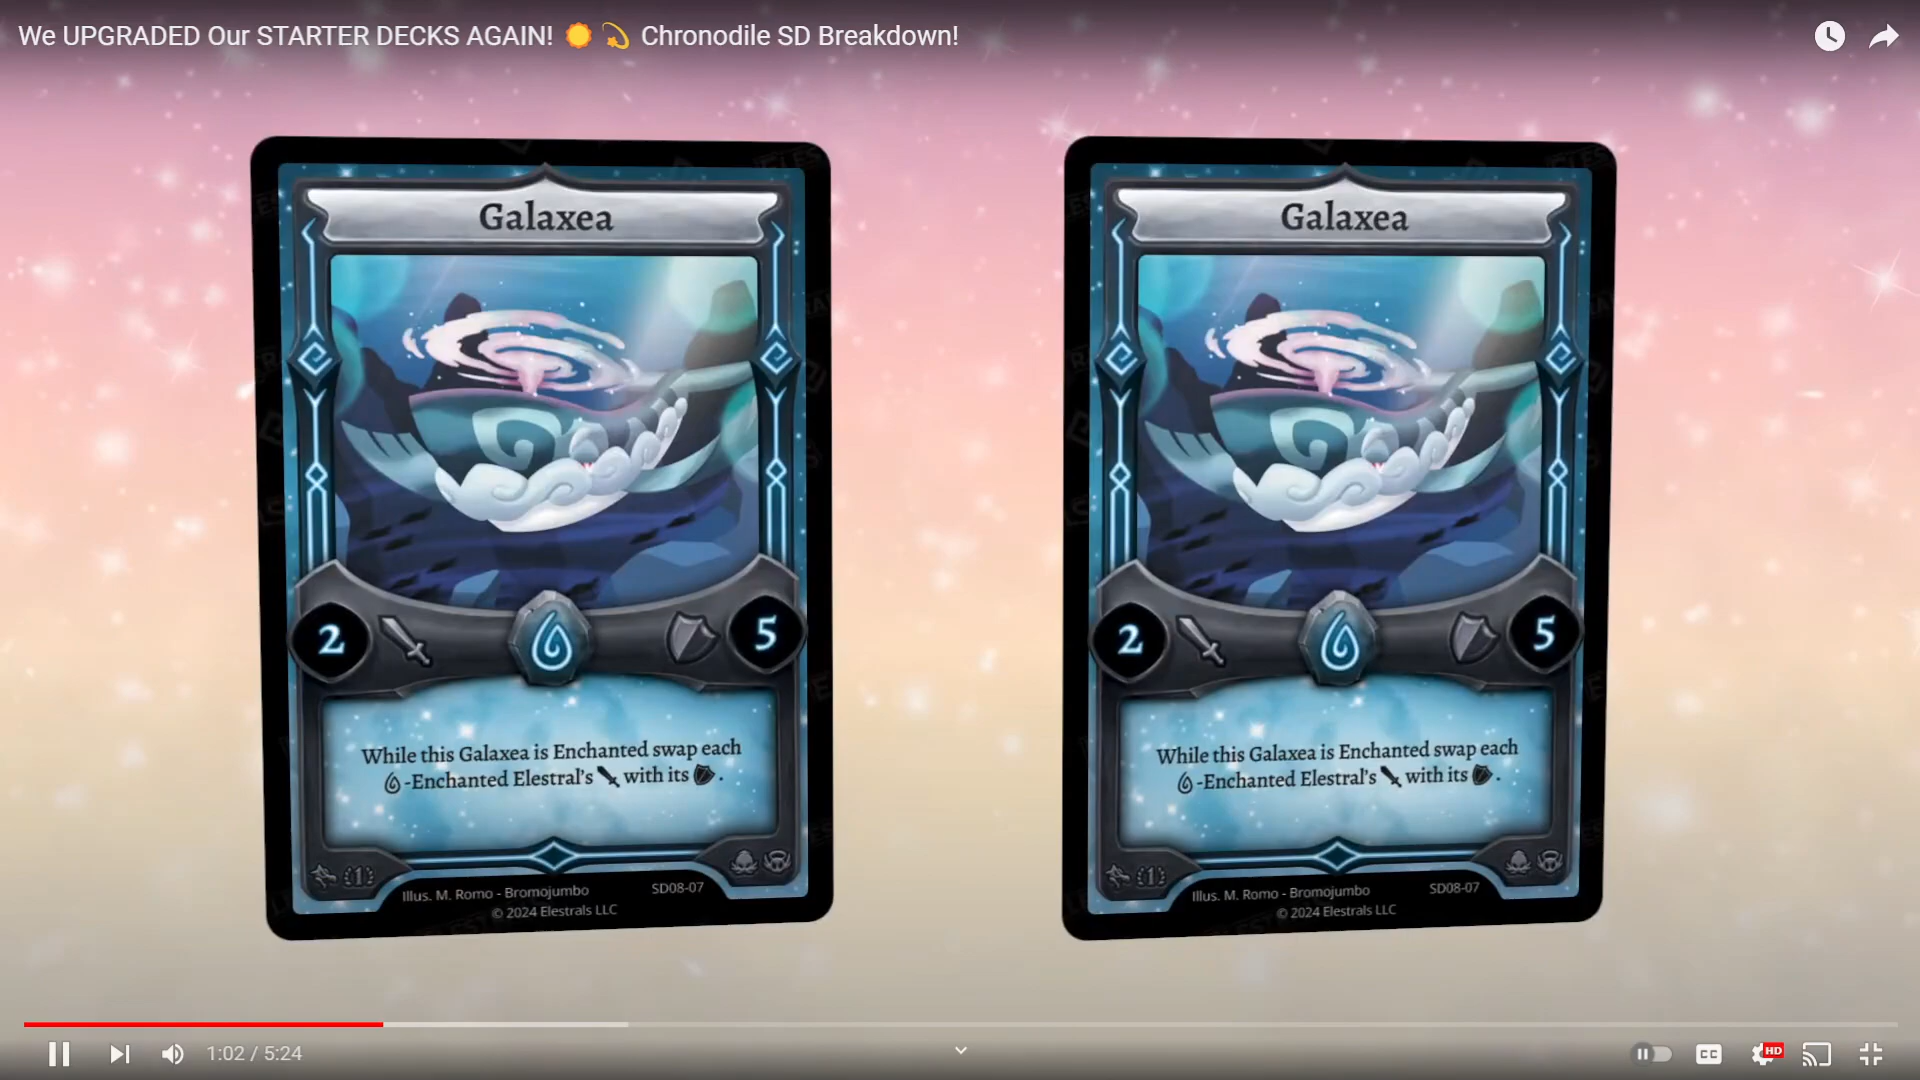 We UPGRADED Our STARTER DECKS AGAIN! Chronodile SD Breakdown!
Galaxea
2
5
While this Galaxea is Enchanted swap each
-Enchanted Elestral's with its .
1
Illus. M. Romo - Bromojumbo
SD08-07
© 2024 Elestrals LLC
Galaxea
2
5
While this Galaxea is Enchanted swap each
-Enchanted Elestral's with its .
1
Illus. M. Romo - Bromojumbo
SD08-07
© 2024 Elestrals LLC
1:02 / 5:24
CC
HD